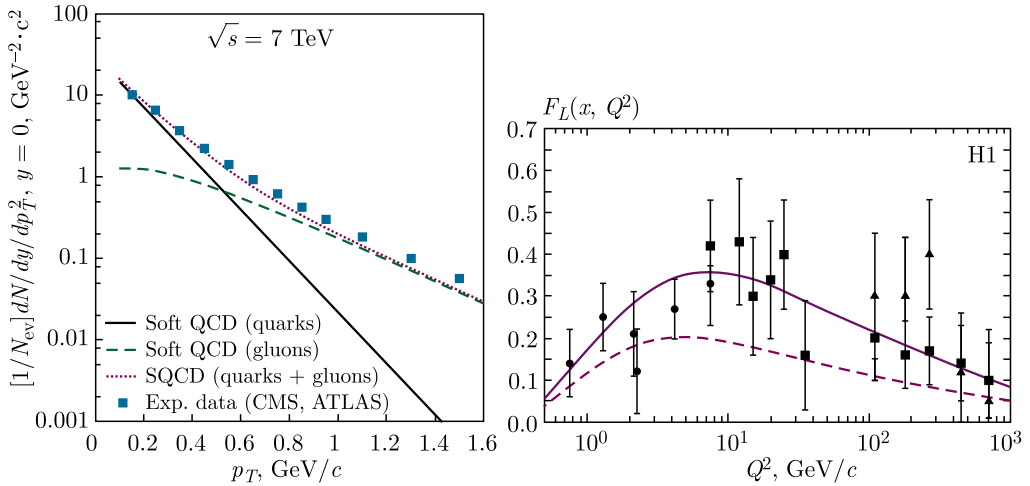 [1/N_ev] dN/dy/dp_T^2, y = 0, GeV^−2·c^2
100
10
1
0.1
0.01
0.001
√s = 7 TeV
Soft QCD (quarks)
Soft QCD (gluons)
SQCD (quarks + gluons)
Exp. data (CMS, ATLAS)
0 0.2 0.4 0.6 0.8 1 1.2 1.4 1.6
p_T, GeV/c
F_L(x, Q^2)
H1
0.7
0.6
0.5
0.4
0.3
0.2
0.1
0.0
10^0 10^1 10^2 10^3
Q^2, GeV/c